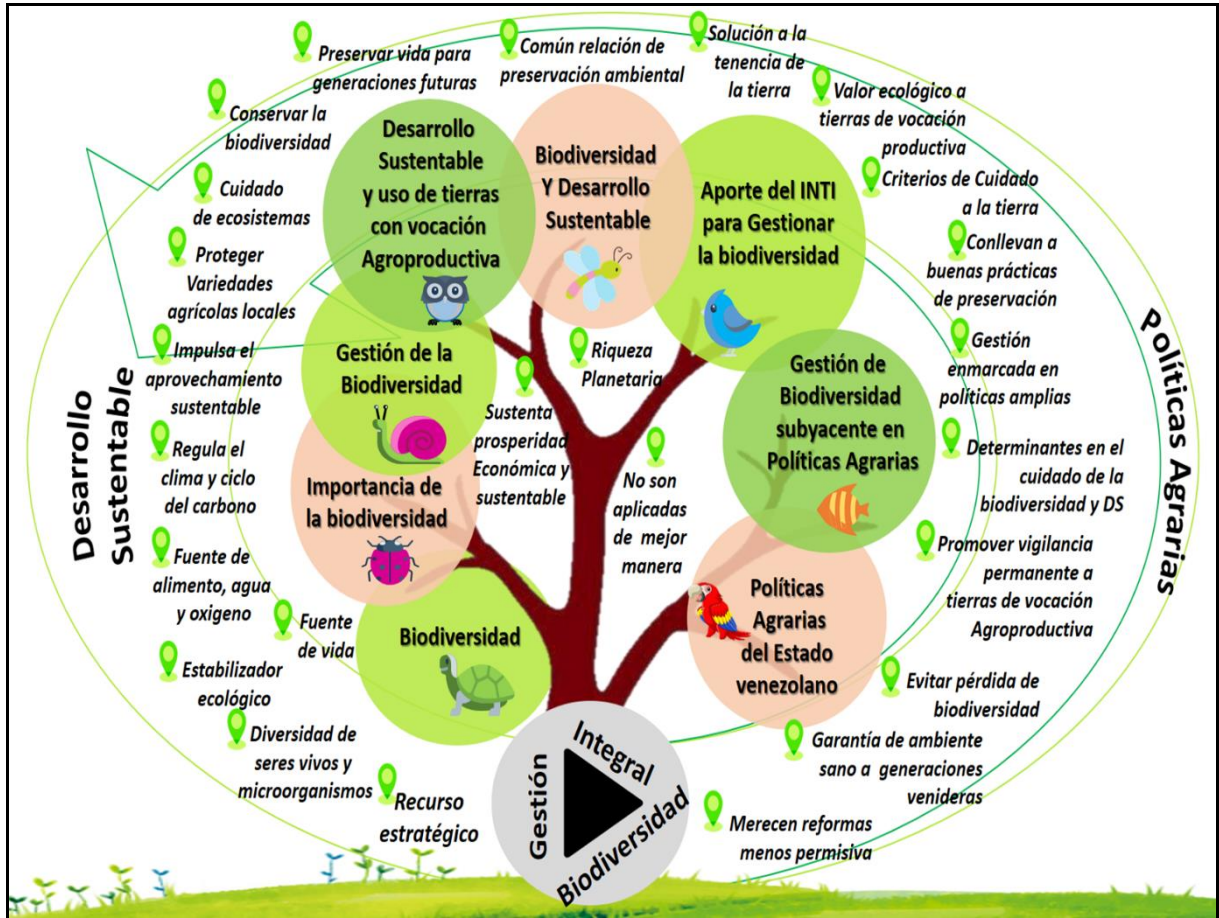 Preservar vida para
generaciones futuras
Común relación de
preservación ambiental
Solución a la
tenencia de
la tierra
Valor ecológico a
tierras de vocación
productiva
Conservar la
biodiversidad
Desarrollo
Sustentable
y uso de tierras
con vocación
Agroproductiva
Biodiversidad
Y Desarrollo
Sustentable
Aporte del INTI
para Gestionar
la biodiversidad
Criterios de Cuidado
a la tierra
Cuidado
de ecosistemas
Conllevan a
buenas prácticas
de preservación
Proteger
Variedades
agrícolas locales
Impulsa el
aprovechamiento
sustentable
Gestión de la
Biodiversidad
Riqueza
Planetaria
Gestión de
Biodiversidad
subyacente en
Políticas Agrarias
Gestión
enmarcada en
políticas amplias
Desarrollo
Sustentable
Políticas Agrarias
Sustenta
prosperidad
Económica y
sustentable
Regula el
clima y ciclo
del carbono
Importancia de
la biodiversidad
No son
aplicadas
de mejor
manera
Determinantes en el
cuidado de la
biodiversidad y DS
Fuente de
alimento, agua
y oxigeno
Promover vigilancia
permanente a
tierras de vocación
Agroproductiva
Políticas
Agrarias
del Estado
venezolano
Fuente
de vida
Biodiversidad
Estabilizador
ecológico
Evitar pérdida de
biodiversidad
Diversidad de
seres vivos y
microorganismos
Garantía de ambiente
sano a generaciones
venideras
Recurso
estratégico
Gestión
Integral
Biodiversidad
Merecen reformas
menos permisiva